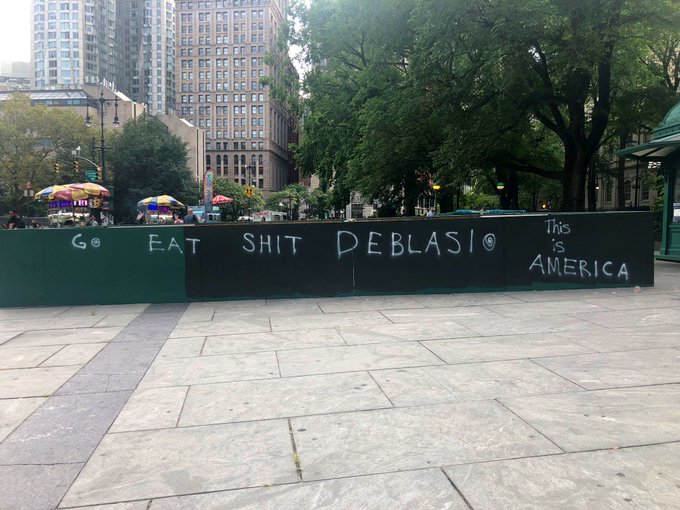 GO EAT SHIT DEBLASIO
This
is
AMERICA